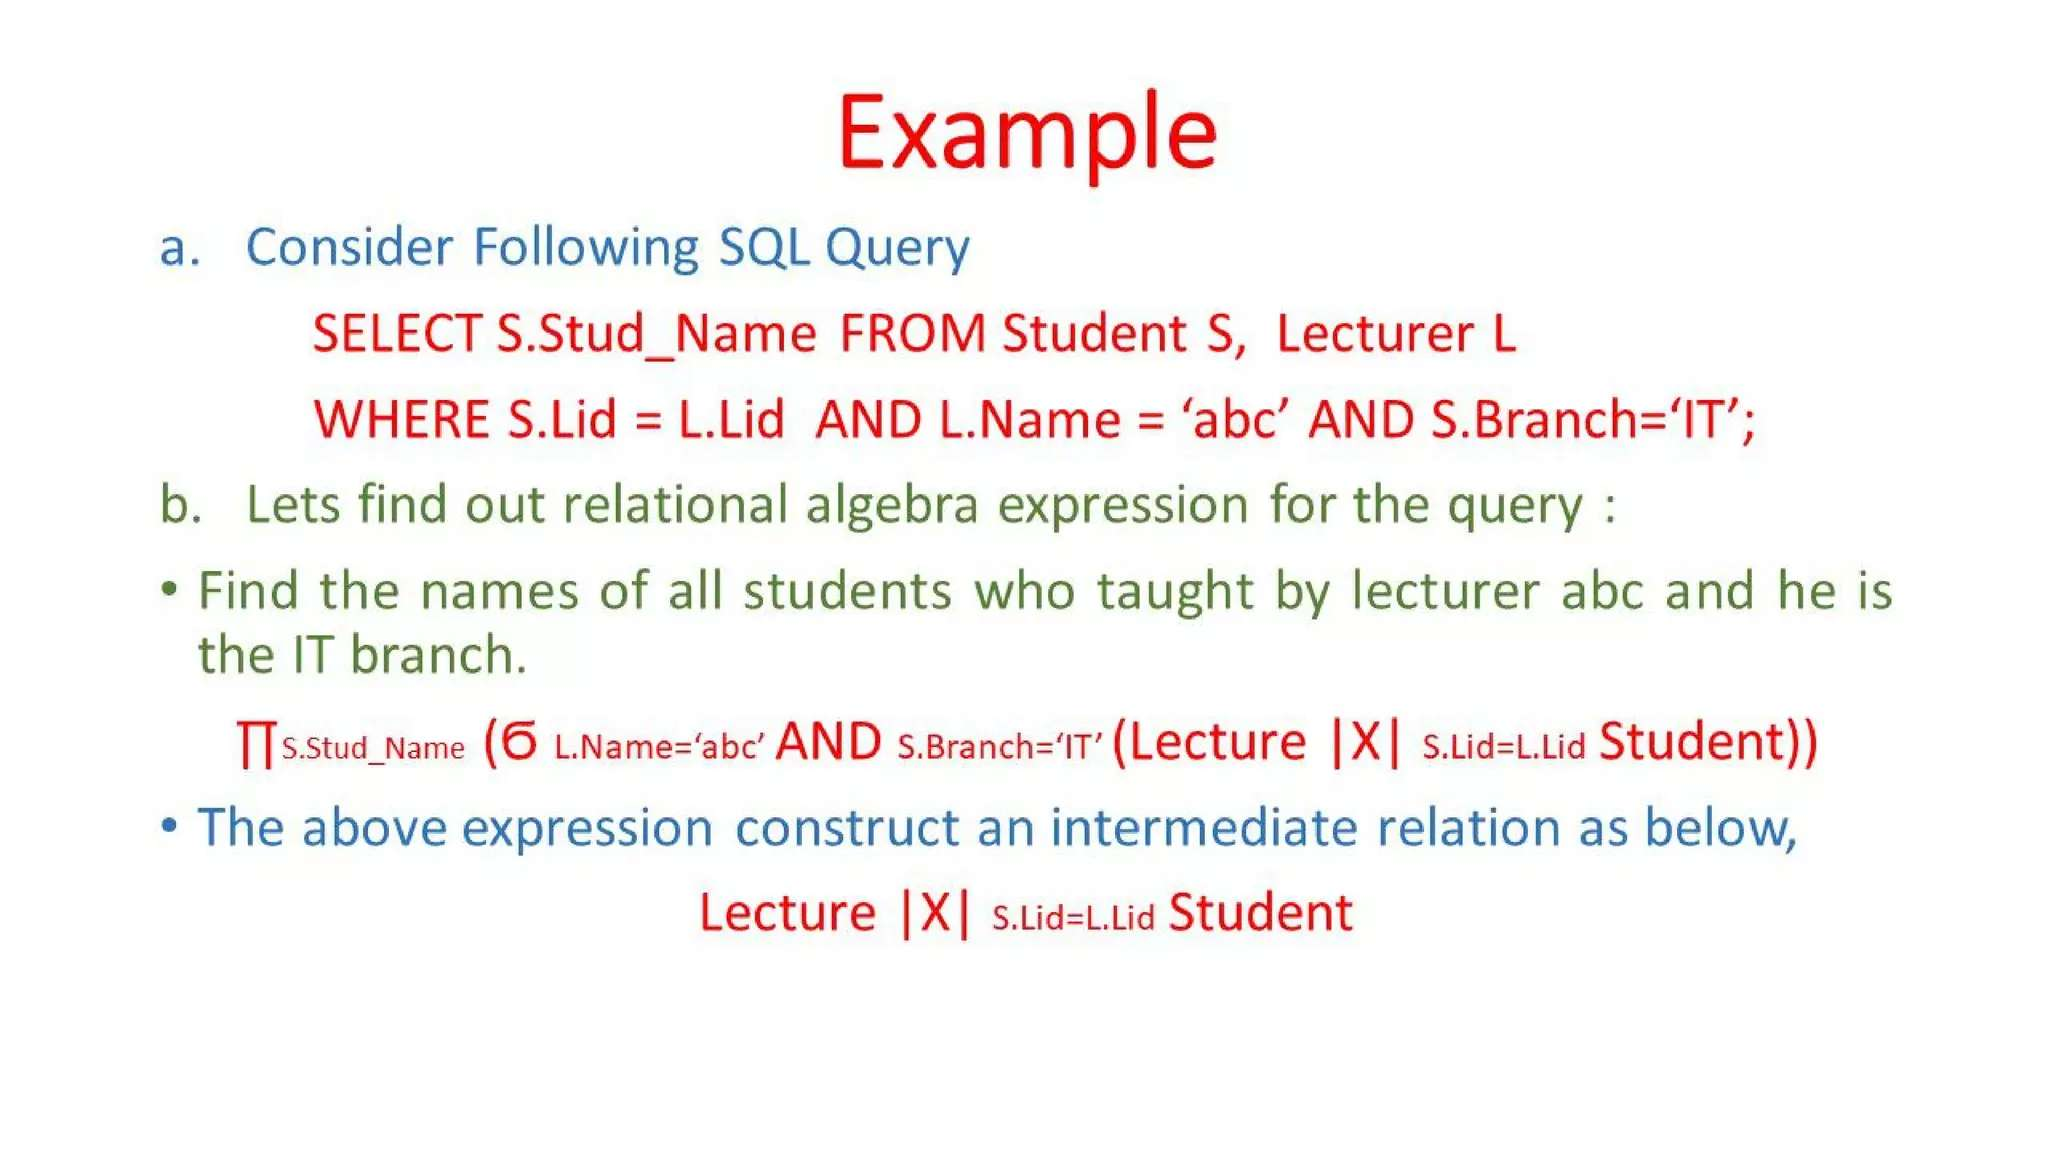 Example
a. Consider Following SQL Query
SELECT S.Stud_Name FROM Student S, Lecturer L
WHERE S.Lid = L.Lid AND L.Name = ‘abc’ AND S.Branch=‘IT’;
b. Lets find out relational algebra expression for the query :
• Find the names of all students who taught by lecturer abc and he is
the IT branch.
∏S.Stud_Name (Ϭ L.Name=‘abc’ AND S.Branch=‘IT’ (Lecture |X| S.Lid=L.Lid Student))
• The above expression construct an intermediate relation as below,
Lecture |X| S.Lid=L.Lid Student